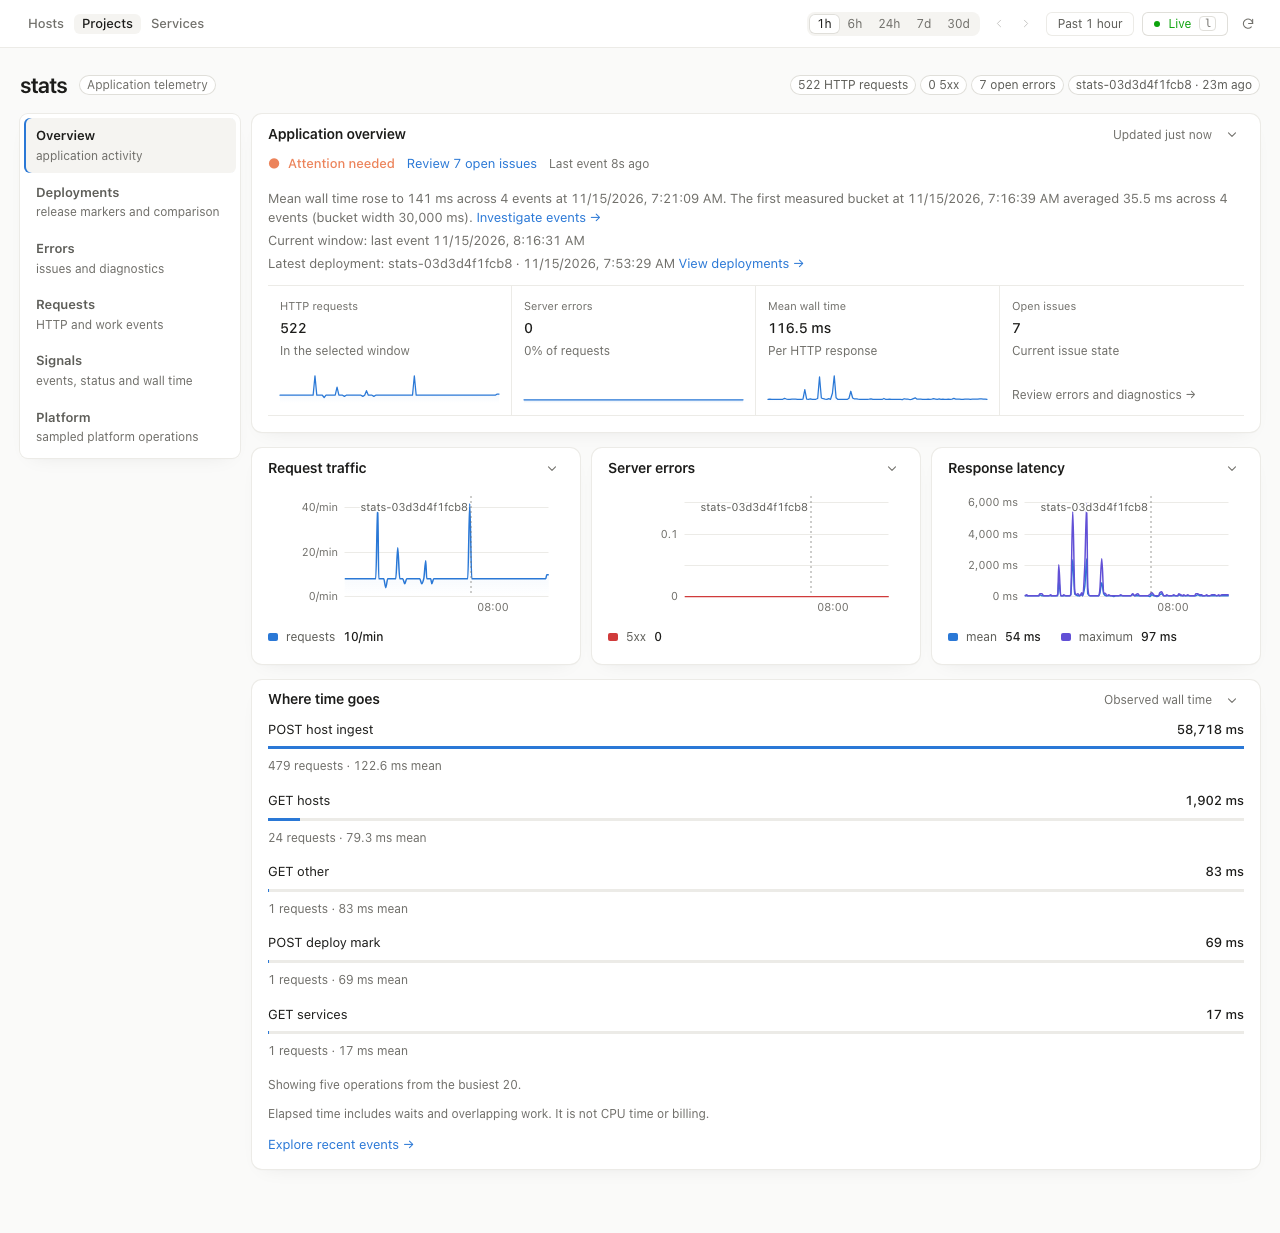 Hosts Projects Services
1h 6h 24h 7d 30d Past 1 hour Live l
stats Application telemetry
522 HTTP requests 0 5xx 7 open errors stats-03d3d4f1fcb8 · 23m ago
Overview
application activity
Deployments
release markers and comparison
Errors
issues and diagnostics
Requests
HTTP and work events
Signals
events, status and wall time
Platform
sampled platform operations
Application overview
Updated just now
Attention needed Review 7 open issues Last event 8s ago
Mean wall time rose to 141 ms across 4 events at 11/15/2026, 7:21:09 AM. The first measured bucket at 11/15/2026, 7:16:39 AM averaged 35.5 ms across 4
events (bucket width 30,000 ms). Investigate events →
Current window: last event 11/15/2026, 8:16:31 AM
Latest deployment: stats-03d3d4f1fcb8 · 11/15/2026, 7:53:29 AM View deployments →
HTTP requests
522
In the selected window
Server errors
0
0% of requests
Mean wall time
116.5 ms
Per HTTP response
Open issues
7
Current issue state
Review errors and diagnostics →
Request traffic
stats-03d3d4f1fcb8
40/min
20/min
0/min
08:00
requests 10/min
Server errors
stats-03d3d4f1fcb8
0.1
0
08:00
5xx 0
Response latency
6,000 ms
stats-03d3d4f1fcb8
4,000 ms
2,000 ms
0 ms
08:00
mean 54 ms maximum 97 ms
Where time goes
Observed wall time
POST host ingest 58,718 ms
479 requests · 122.6 ms mean
GET hosts 1,902 ms
24 requests · 79.3 ms mean
GET other 83 ms
1 requests · 83 ms mean
POST deploy mark 69 ms
1 requests · 69 ms mean
GET services 17 ms
1 requests · 17 ms mean
Showing five operations from the busiest 20.
Elapsed time includes waits and overlapping work. It is not CPU time or billing.
Explore recent events →